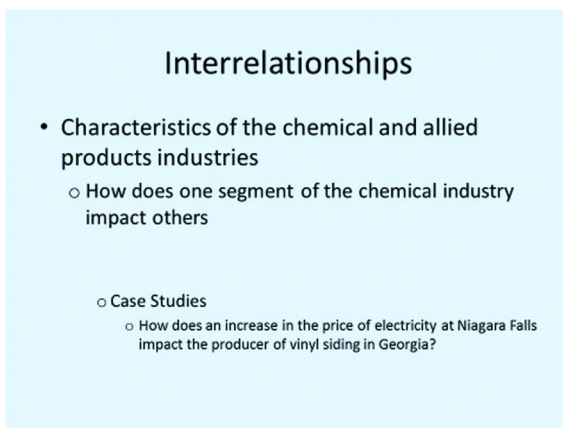 Interrelationships
• Characteristics of the chemical and allied
products industries
o How does one segment of the chemical industry
impact others
o Case Studies
o How does an increase in the price of electricity at Niagara Falls
impact the producer of vinyl siding in Georgia?